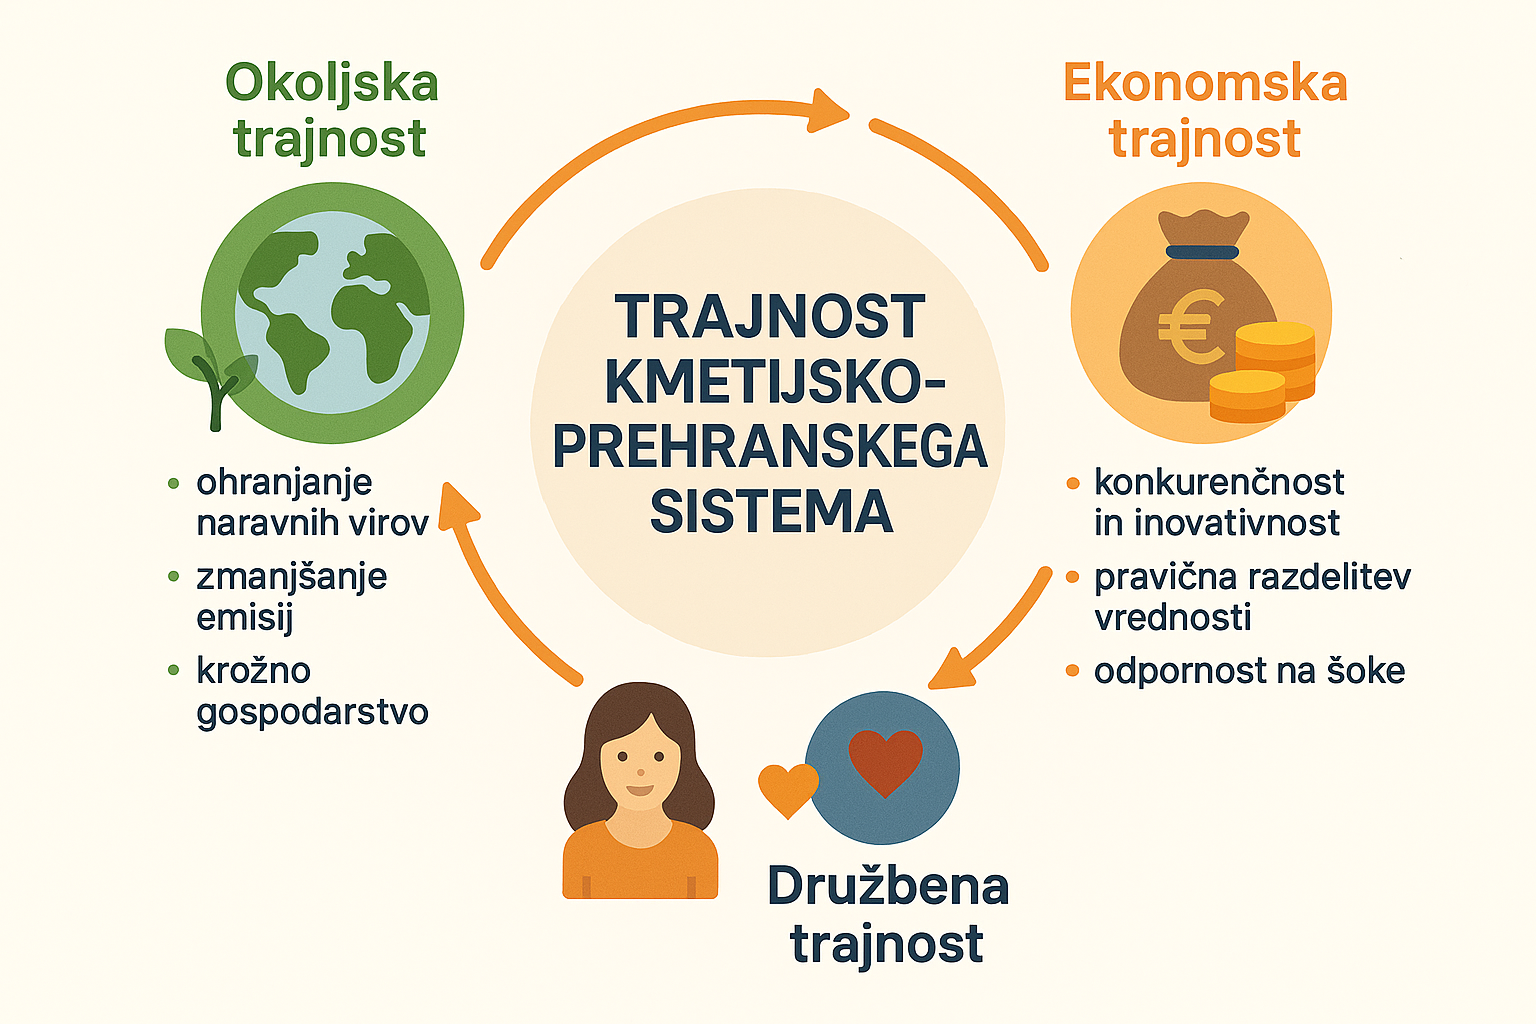 Okoljska
trajnost
Ekonomska
trajnost
TRAJNOST
KMETIJSKO-
PREHRANSKEGA
SISTEMA
€
• ohranjanje
naravnih virov
• zmanjšanje
emisij
• krožno
gospodarstvo
• konkurenčnost
in inovativnost
• pravična razdelitev
vrednosti
• odpornost na šoke
Družbena
trajnost